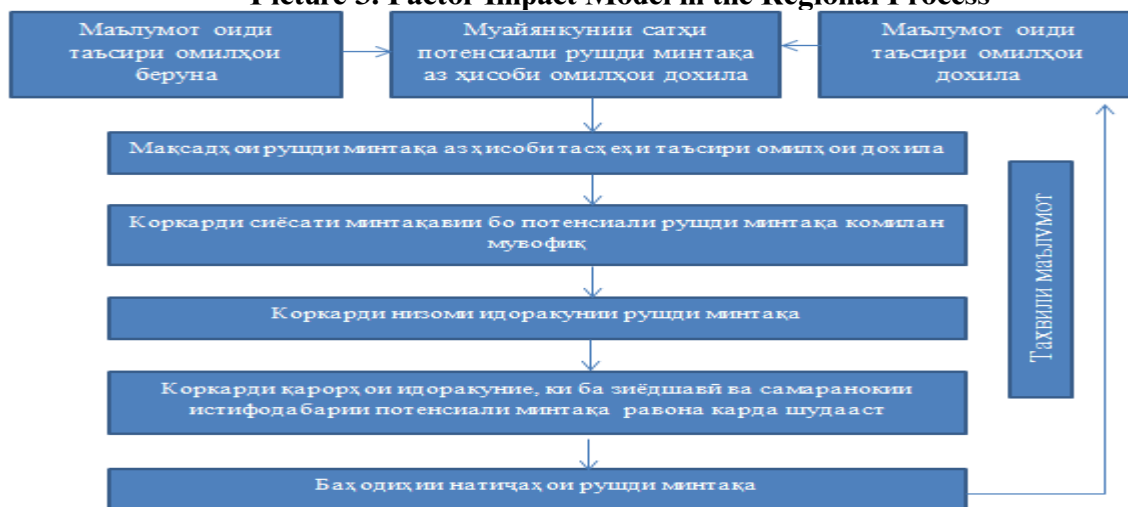 Picture 3. Factor Impact Model in the Regional Process
Маълумот оиди
таъсири омилҳои
беруна
Муайянкунии сатҳи
потенсиали рушди минтақа
аз ҳисоби омилҳои дохила
Маълумот оиди
таъсири омилҳои
дохила
Мақсадҳои рушди минтақа аз ҳисоби тасҳеҳи таъсири омилҳои дохила
Коркарди сиёсати минтақавии бо потенсиали рушди минтақа комилан
мувофиқ
Коркарди низоми идоракунии рушди минтақа
Коркарди қарорҳои идоракуние, ки ба зиёдшавӣ ва самаранокии
истифодабарии потенсиали минтақа равона карда шудааст
Баҳодиҳии натиҷаҳои рушди минтақа
Тахвили маълумот